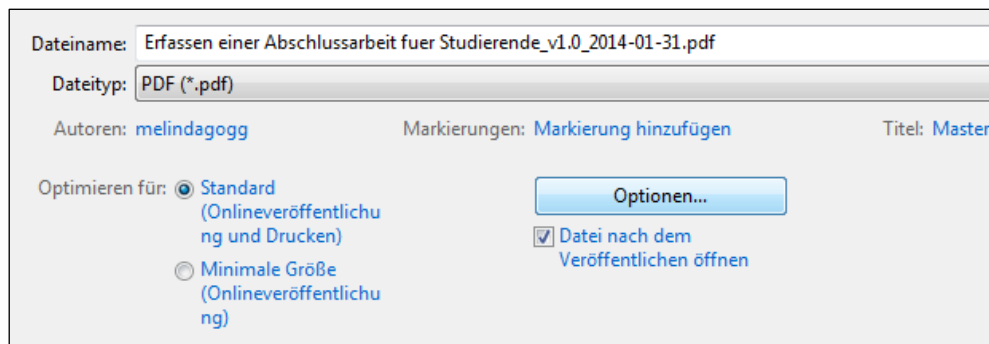 Dateiname: Erfassen einer Abschlussarbeit fuer Studierende_v1.0_2014-01-31.pdf
Dateityp: PDF (*.pdf)
Autoren: melindagogg Markierungen: Markierung hinzufügen Titel: Master
Optimieren für: Standard
(Onlineveröffentlichu
ng und Drucken)
Minimale Größe
(Onlineveröffentlichu
ng)
Optionen...
Datei nach dem
Veröffentlichen öffnen